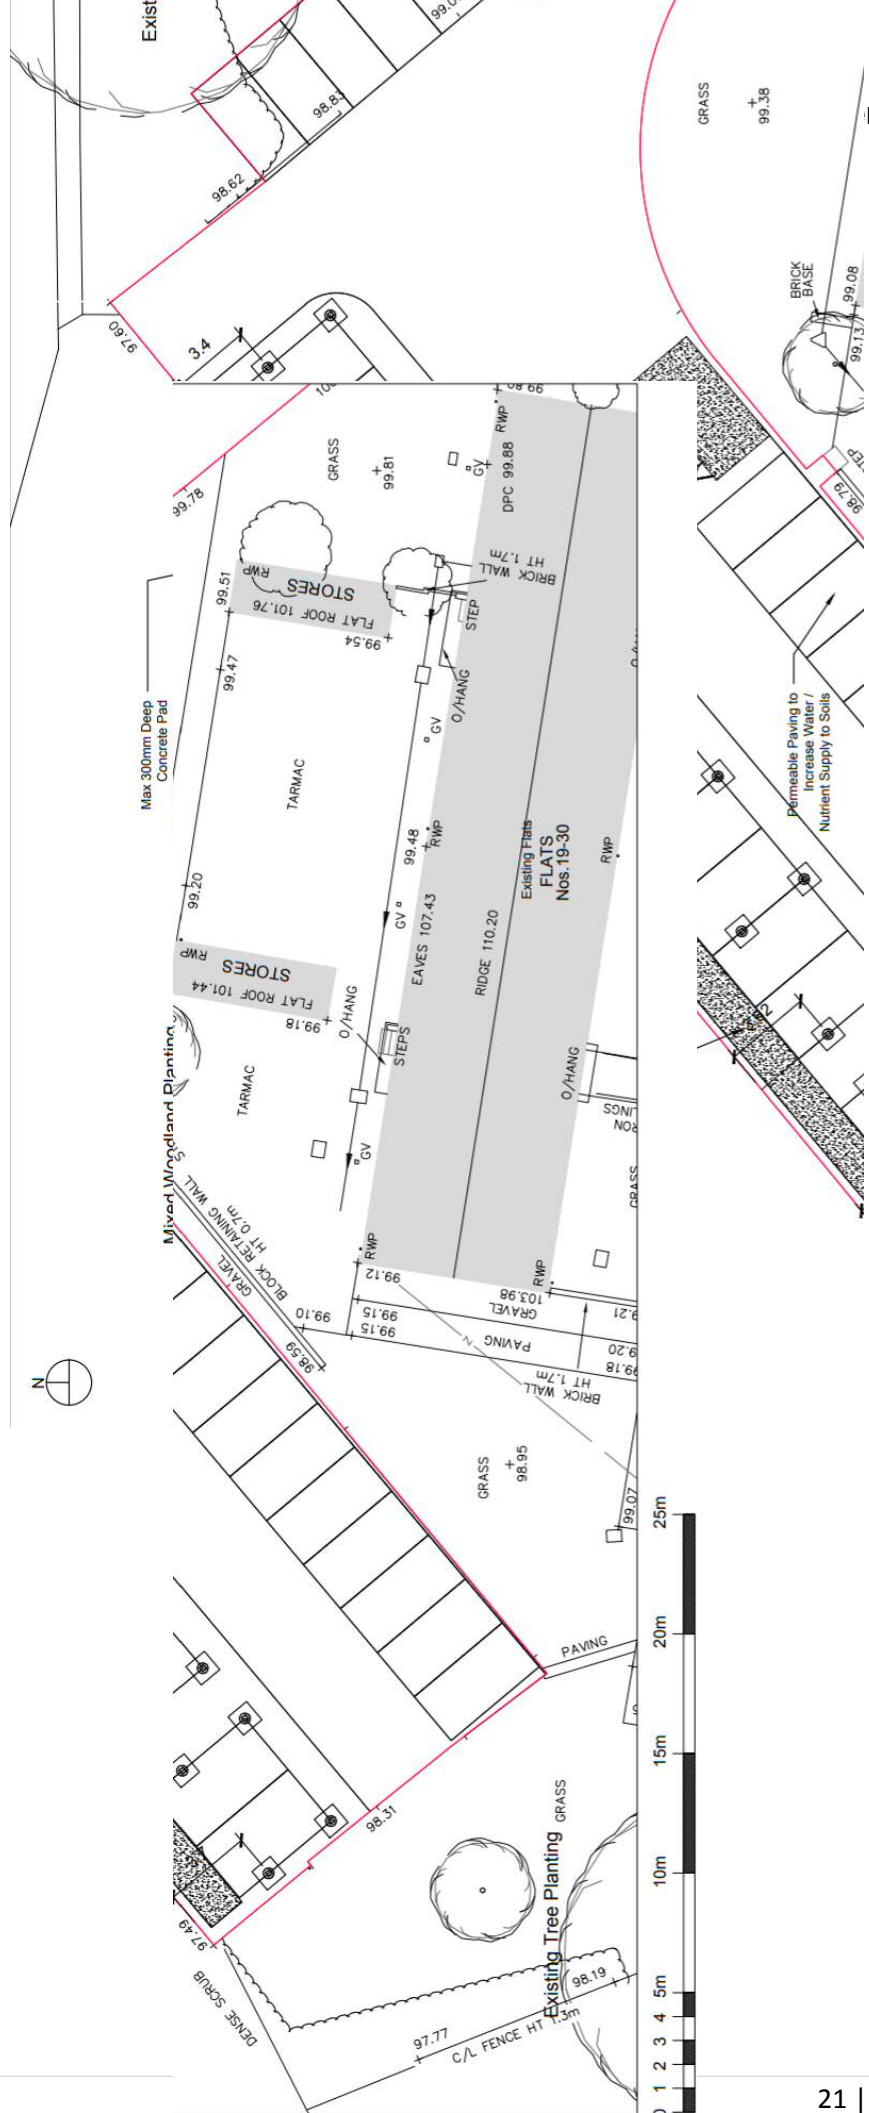 Exist
99.0
98.83
98.62
GRASS
99.38
BRICK
BASE
99.08
99.13
97.60
3.4
99.78
GRASS
99.81
GV
RWP
DPC 99.88
99.51
RWP
STORES
FLAT ROOF 101.76
99.54
BRICK WALL
HT 1.7m
STEP
O/HANG
98.79
99.47
GV
Max 300mm Deep
Concrete Pad
TARMAC
99.48
RWP
Existing Flats
FLATS
Nos.19-30
RWP
Permeable Paving to
Increase Water /
Nutrient Supply to Soils
99.20
GV
EAVES 107.43
RIDGE 110.20
RWP
STORES
FLAT ROOF 101.44
99.18
O/HANG
STEPS
O/HANG
Mixed Woodland Planting
TARMAC
GV
GRASS
BLOCK RETAINING WALL
HT 0.7m
GRAVEL
RWP
99.12
RWP
103.98
GRAVEL
99.15
99.15
99.10
98.59
PAVING
BRICK WALL
HT 1.7m
N
N
GRASS
98.95
99.07
25m
20m
PAVING
15m
98.31
GRASS
Existing Tree Planting
10m
97.49
DENSE SCRUB
98.19
97.77
C/L FENCE HT 1.3m
5m
4
3
2
1
0
21 |